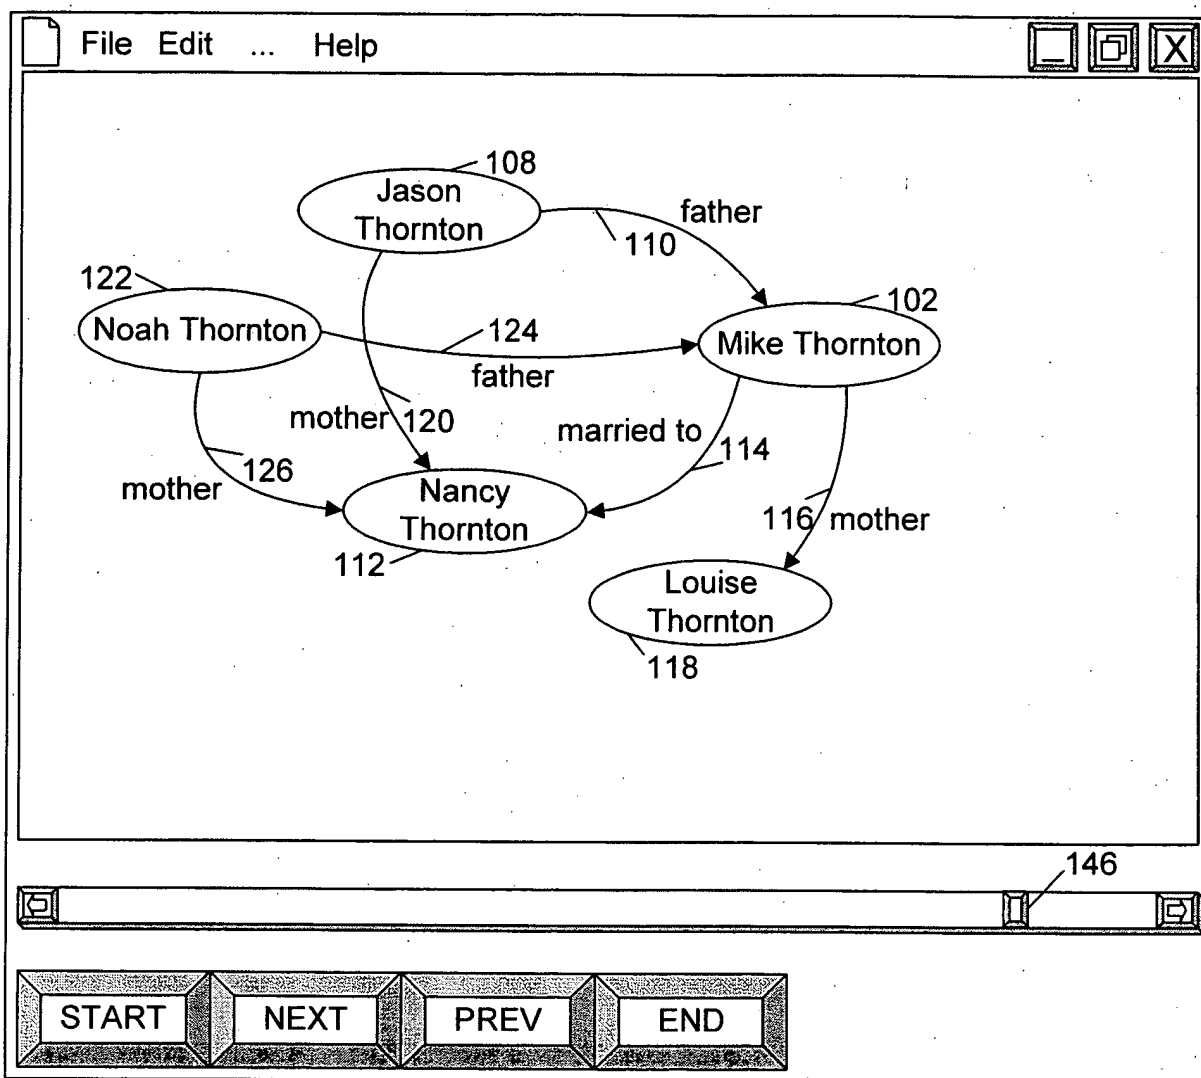 File Edit ... Help
X
108
Jason
Thornton
father
110
122
102
Noah Thornton
124
Mike Thornton
father
mother 120
married to
114
126
mother
Nancy
Thornton
116 mother
112
Louise
Thornton
118
146
START NEXT PREV END